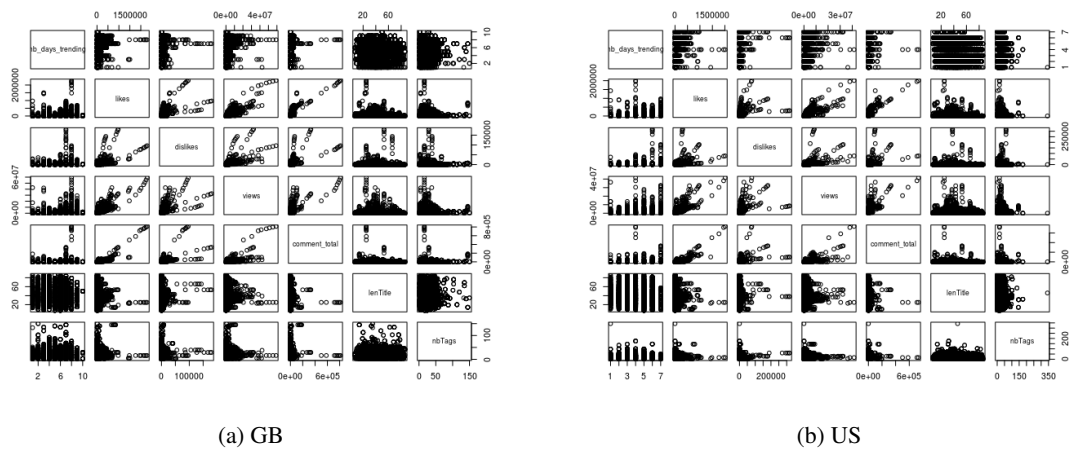 0 1500000 0e+00 4e+07 20 60
nb_days_trending
2 6 10
0 2000000
likes
dislikes
0 150000
0e+00 6e+07
views
comment_total
0e+00 8e+05
20 60
lenTitle
nbTags
0 100
2 6 10 0 100000 0e+00 6e+05 0 50 100 150
(a) GB
0 1500000 0e+00 3e+07 20 60
nb_days_trending
1 4 7
0 2000000
likes
dislikes
0 250000
0e+00 4e+07
views
comment_total
0e+00
20 60
lenTitle
nbTags
0 200
1 3 5 7 0 200000 0e+00 6e+05 0 150 350
(b) US